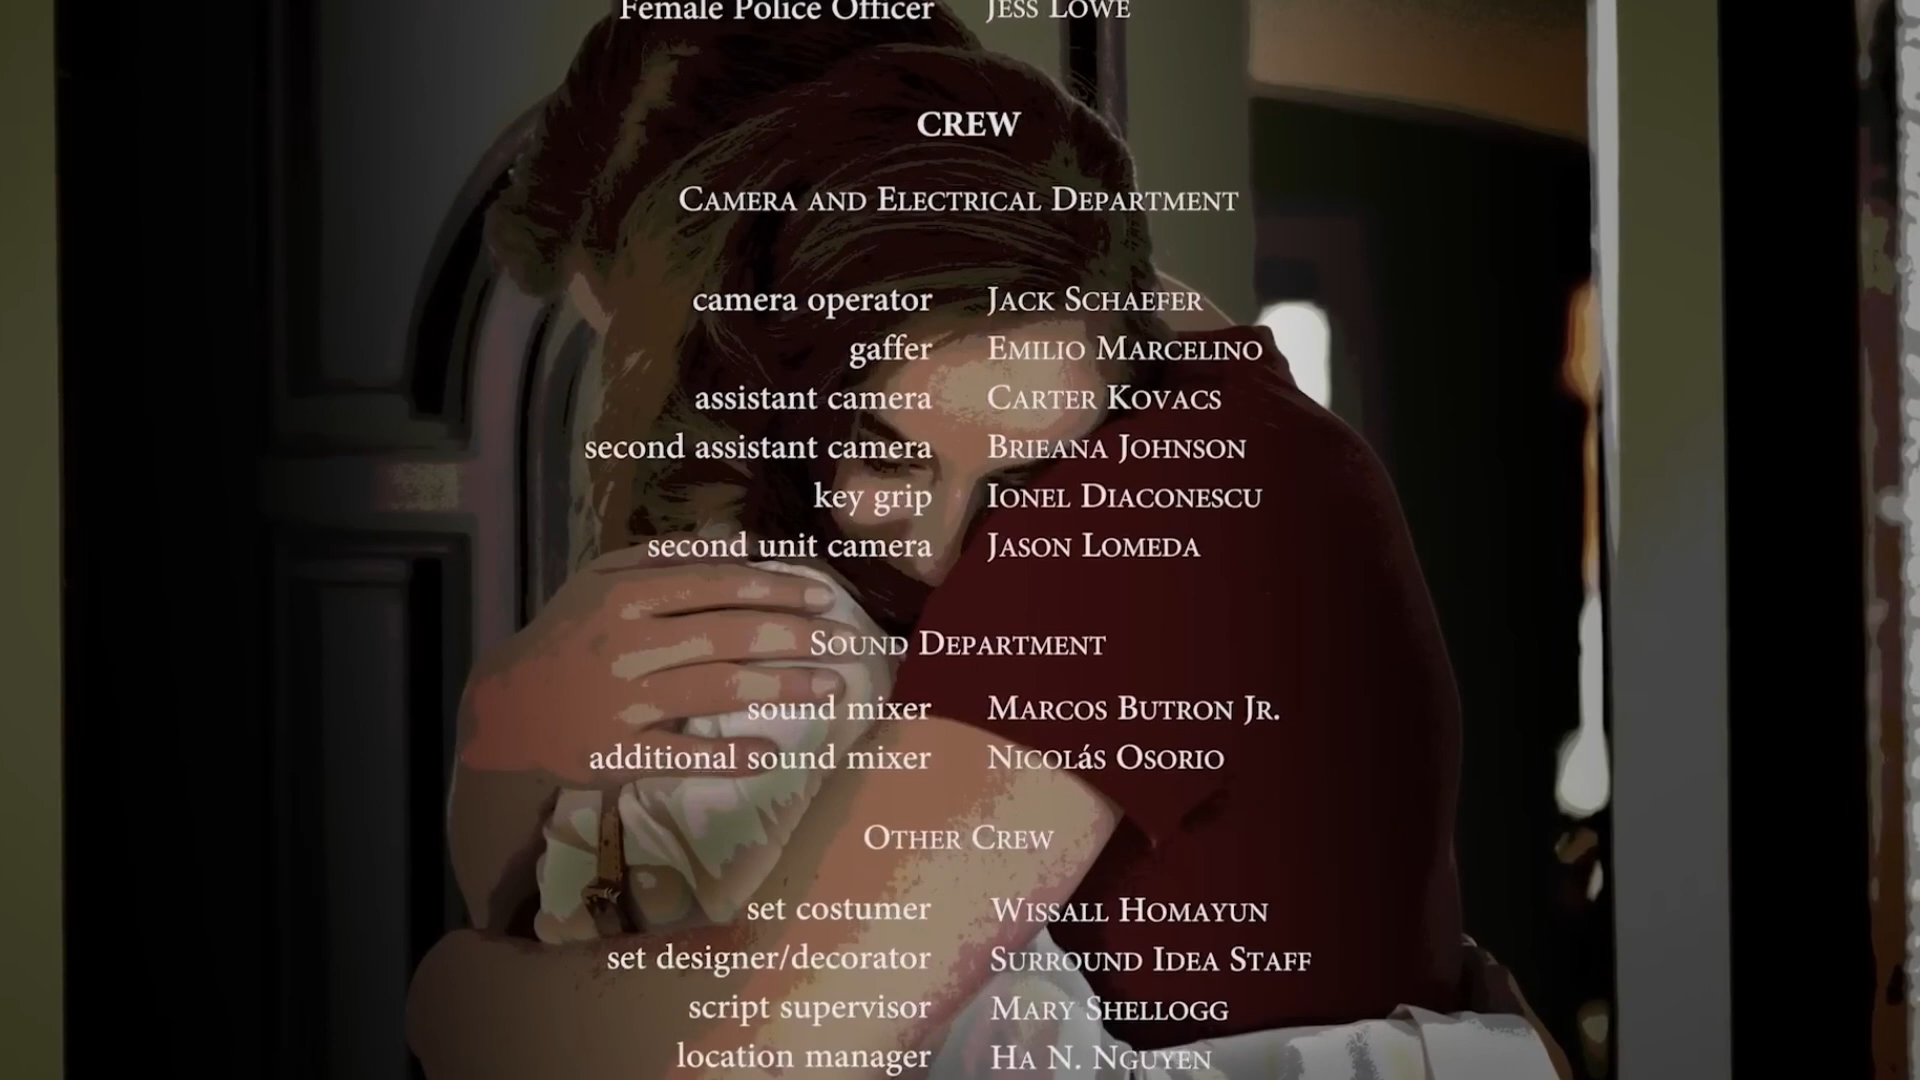 Female Police Officer Jess Lowe
CREW
Camera and Electrical Department
camera operator Jack Schaefer
gaffer Emilio Marcelino
assistant camera Carter Kovacs
second assistant camera Brieana Johnson
key grip Ionel Diaconescu
second unit camera Jason Lomeda
Sound Department
sound mixer Marcos Butron Jr.
additional sound mixer Nicolás Osorio
Other Crew
set costumer Wissall Homayun
set designer/decorator Surround Idea Staff
script supervisor Mary Shellogg
location manager Ha N. Nguyen